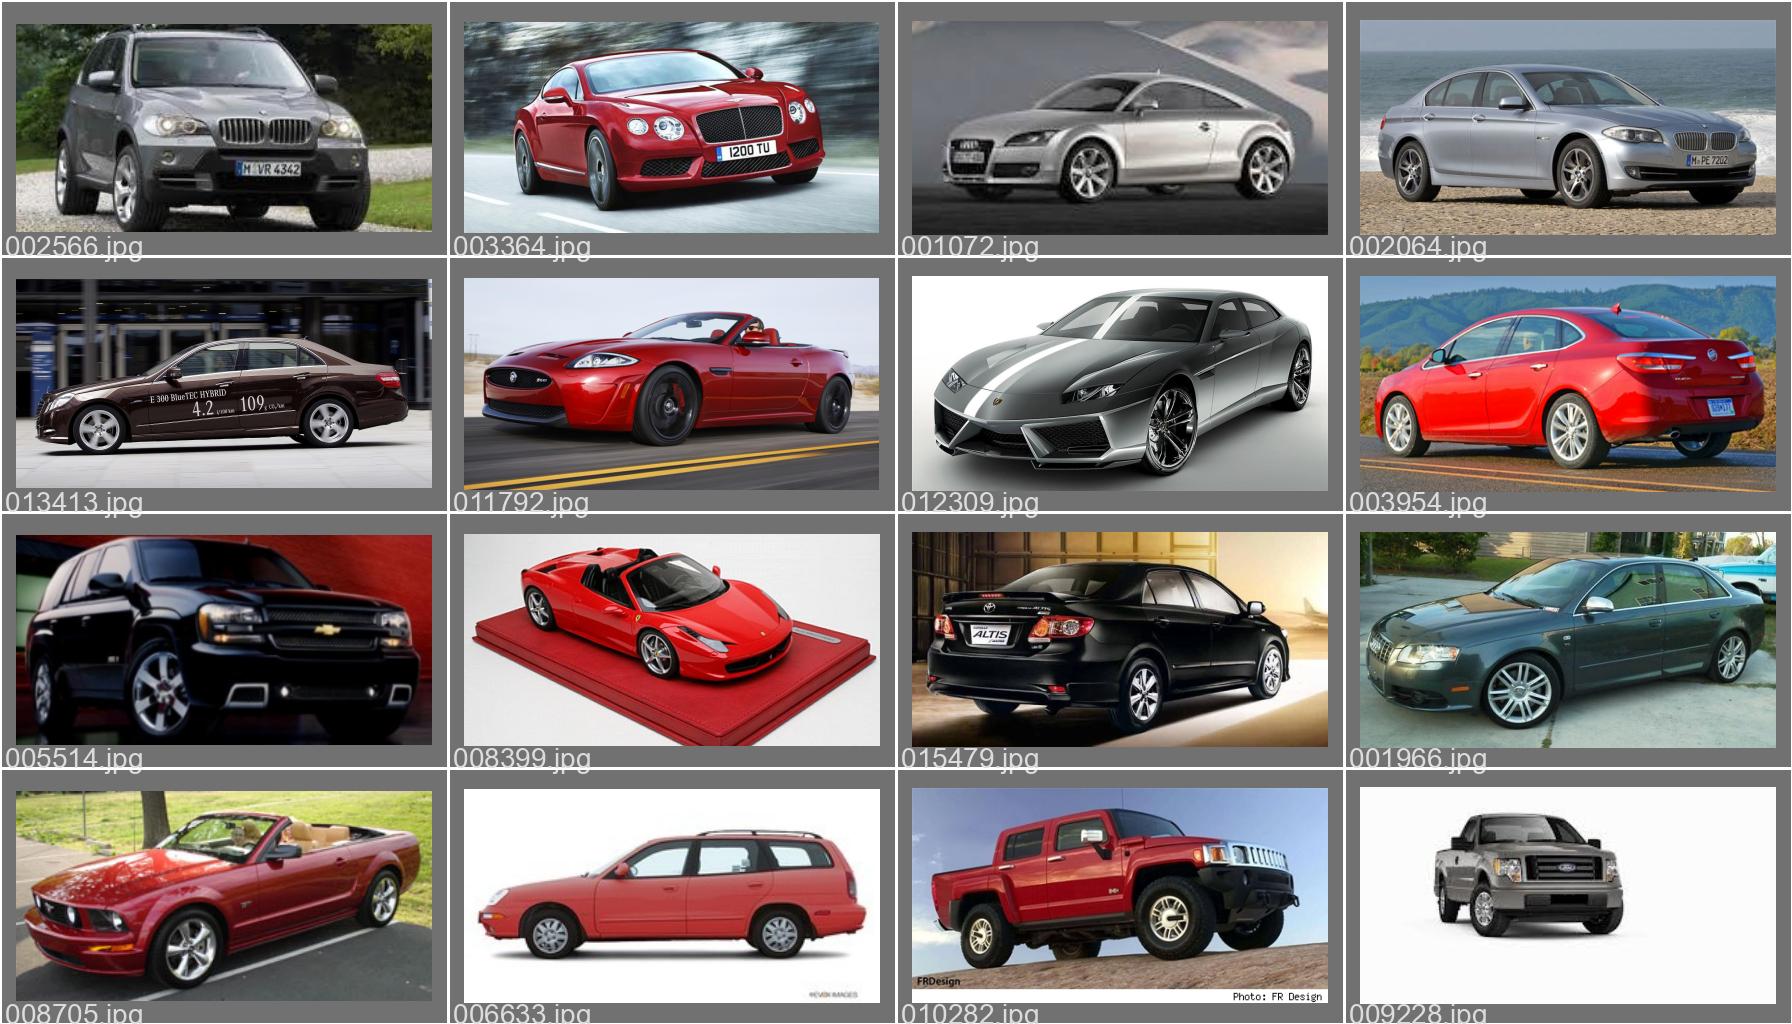 M VR 4342
002566.jpg
1200 TU
003364.jpg
001072.jpg
M PE 7202
002064.jpg
E 300 BlueTEC HYBRID
4.2 109
013413.jpg
011792.jpg
012309.jpg
003954.jpg
005514.jpg
008399.jpg
ALTIS
015479.jpg
001966.jpg
008705.jpg
006633.jpg
FRDesign
Photo: FR Design
010282.jpg
Ford
009228.jpg